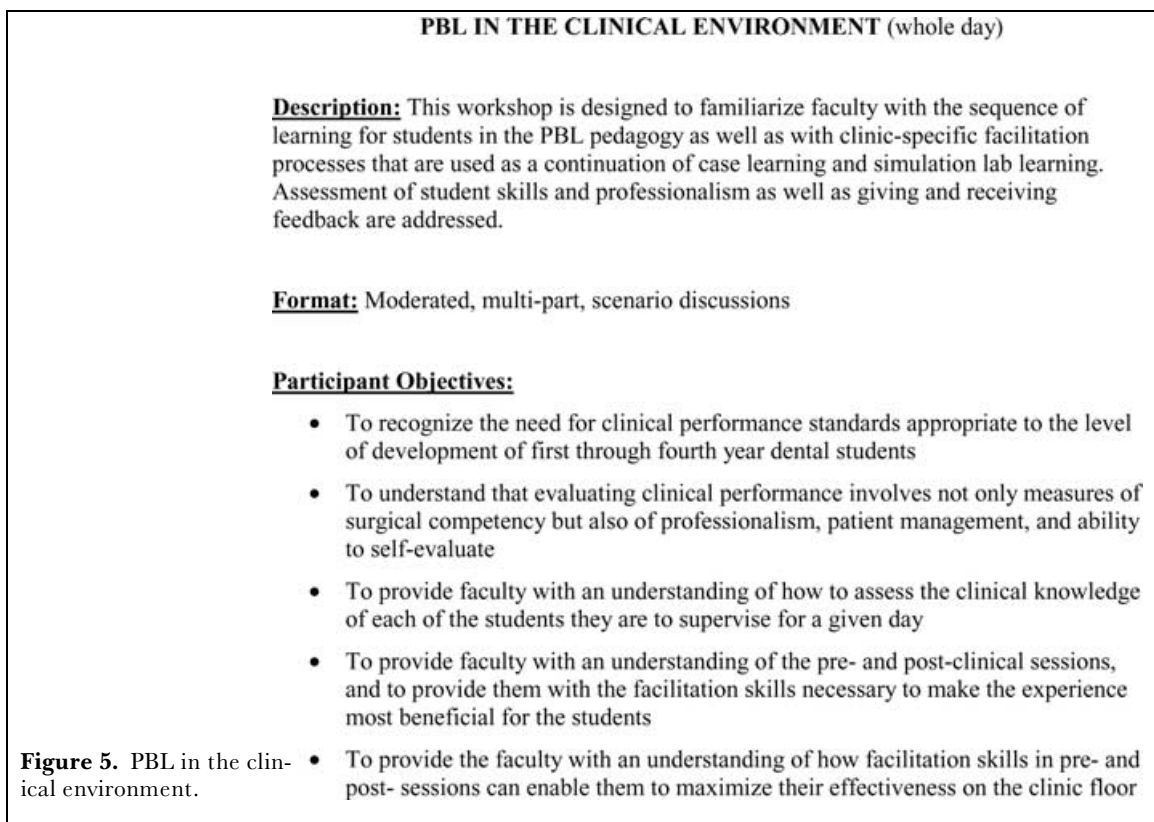 PBL IN THE CLINICAL ENVIRONMENT (whole day)
Description: This workshop is designed to familiarize faculty with the sequence of
learning for students in the PBL pedagogy as well as with clinic-specific facilitation
processes that are used as a continuation of case learning and simulation lab learning.
Assessment of student skills and professionalism as well as giving and receiving
feedback are addressed.
Format: Moderated, multi-part, scenario discussions
Participant Objectives:
• To recognize the need for clinical performance standards appropriate to the level
of development of first through fourth year dental students
• To understand that evaluating clinical performance involves not only measures of
surgical competency but also of professionalism, patient management, and ability
to self-evaluate
• To provide faculty with an understanding of how to assess the clinical knowledge
of each of the students they are to supervise for a given day
• To provide faculty with an understanding of the pre- and post-clinical sessions,
and to provide them with the facilitation skills necessary to make the experience
most beneficial for the students
• To provide the faculty with an understanding of how facilitation skills in pre- and
post- sessions can enable them to maximize their effectiveness on the clinic floor
Figure 5. PBL in the clin-
ical environment.